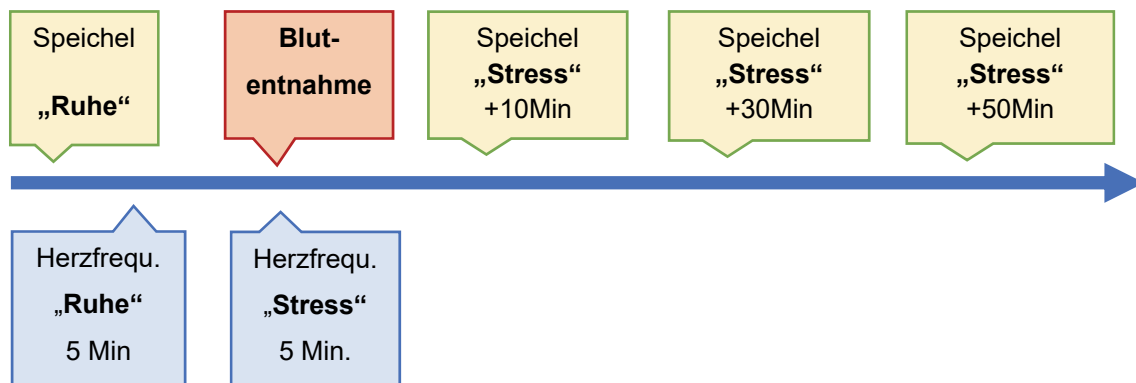 Speichel
„Ruhe“
Blut-
entnahme
Speichel
„Stress“
+10Min
Speichel
„Stress“
+30Min
Speichel
„Stress“
+50Min
Herzfrequ.
„Ruhe“
5 Min
Herzfrequ.
„Stress“
5 Min.